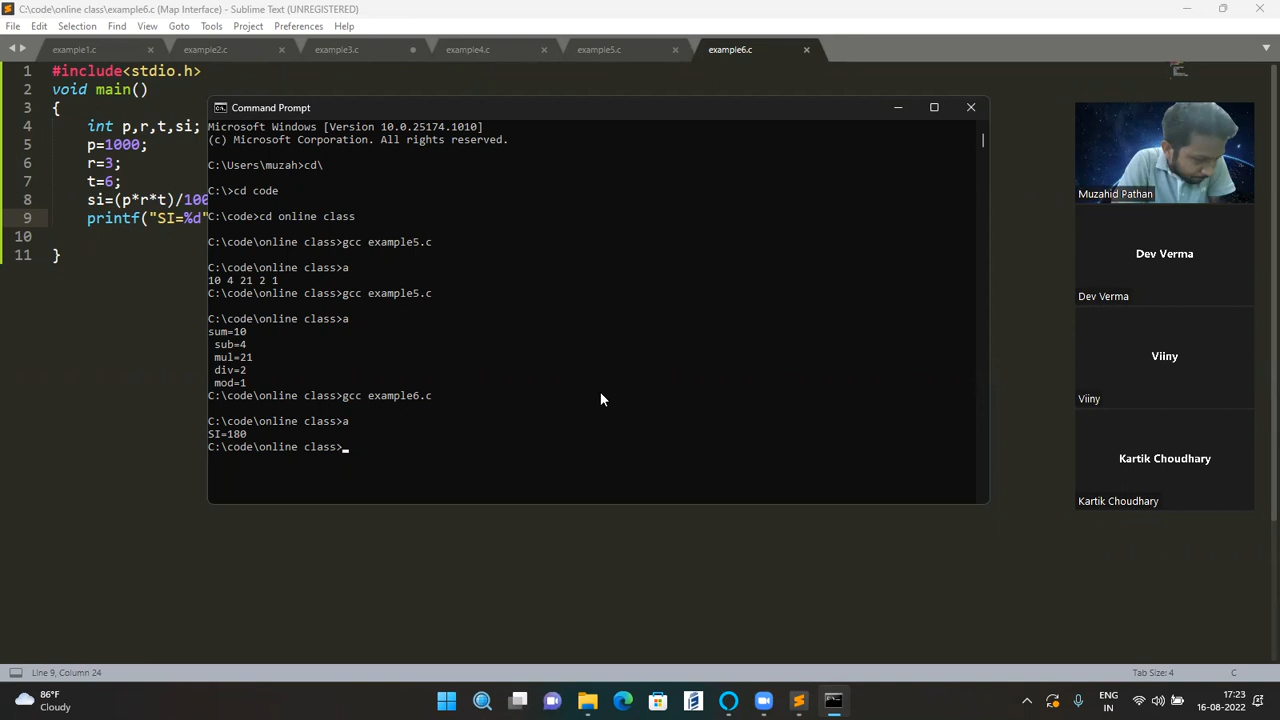 C:\code\online class\example6.c (Map Interface) - Sublime Text (UNREGISTERED)
File Edit Selection Find View Goto Tools Project Preferences Help
example1.c example2.c example3.c example4.c example5.c example6.c
1 #include<stdio.h>
2 void main()
3 {
4 int p,r,t,si;
5 p=1000;
6 r=3;
7 t=6;
8 si=(p*r*t)/100
9 printf("SI=%d"
10
11 }
Command Prompt
Microsoft Windows [Version 10.0.25174.1010]
(c) Microsoft Corporation. All rights reserved.
C:\Users\muzah>cd\
C:\>cd code
C:\code>cd online class
C:\code\online class>gcc example5.c
C:\code\online class>a
10 4 21 2 1
C:\code\online class>gcc example5.c
C:\code\online class>a
sum=10
sub=4
mul=21
div=2
mod=1
C:\code\online class>gcc example6.c
C:\code\online class>a
SI=180
C:\code\online class>
Muzahid Pathan
Dev Verma
Dev Verma
Viiny
Viiny
Kartik Choudhary
Kartik Choudhary
Line 9, Column 24
Tab Size: 4 C
86°F
Cloudy
ENG
IN
17:23
16-08-2022